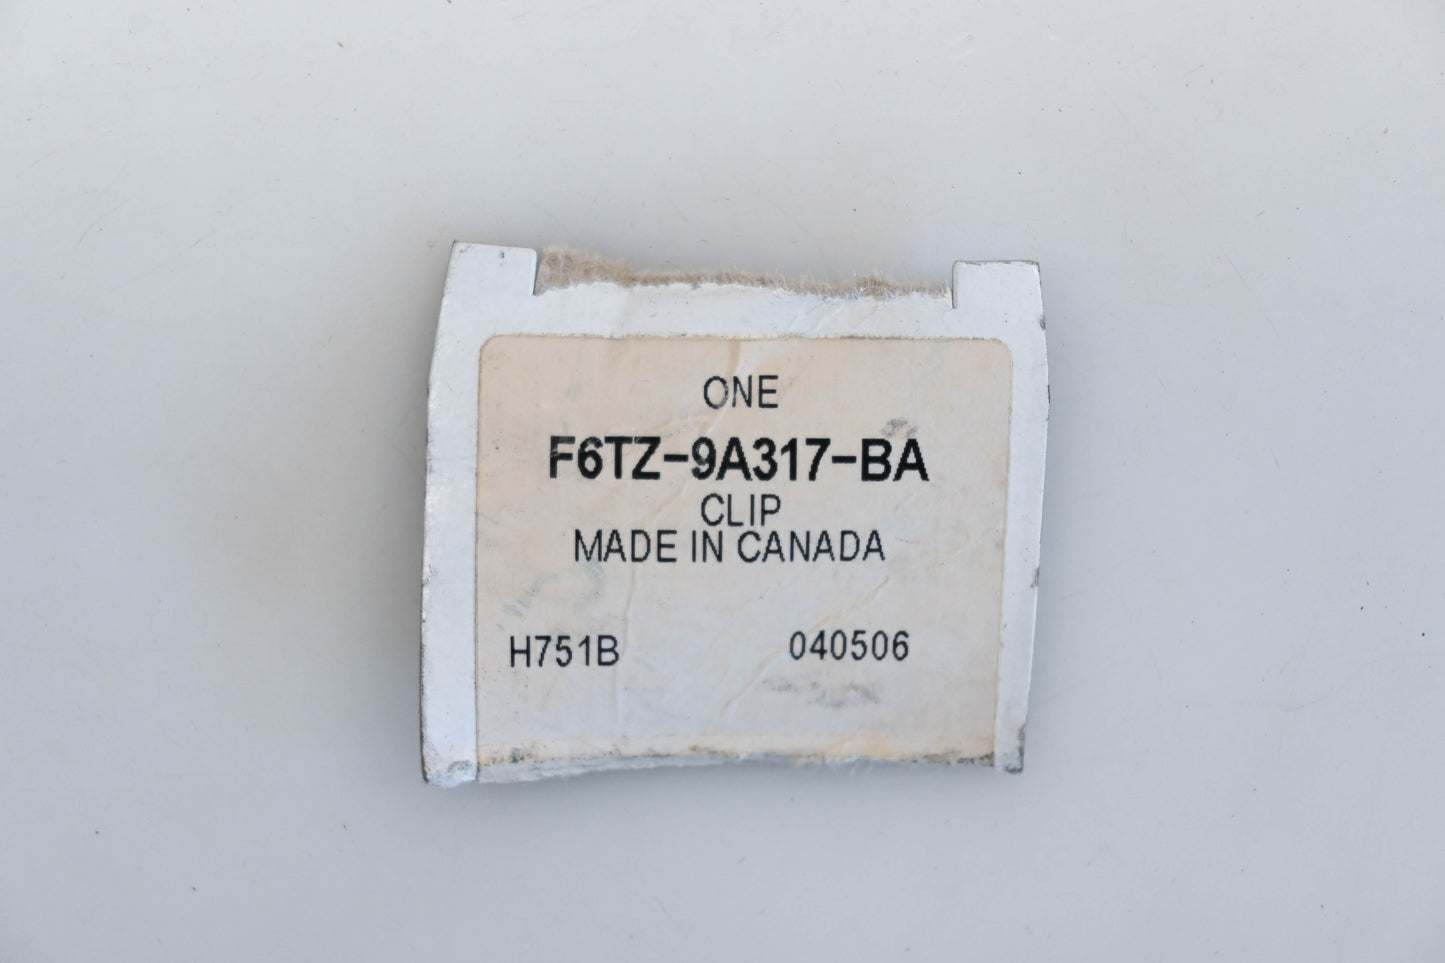 ONE
F6TZ-9A317-BA
CLIP
MADE IN CANADA
H751B 040506